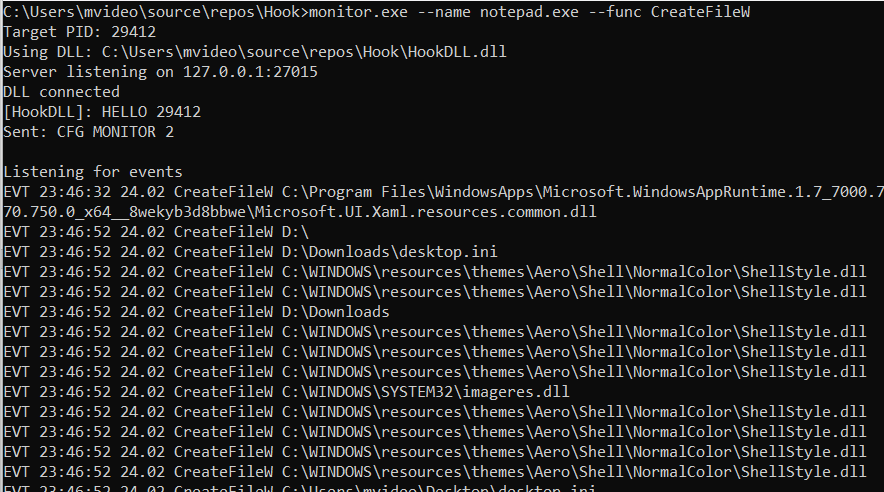 C:\Users\mvideo\source\repos\Hook>monitor.exe --name notepad.exe --func CreateFileW
Target PID: 29412
Using DLL: C:\Users\mvideo\source\repos\Hook\HookDLL.dll
Server listening on 127.0.0.1:27015
DLL connected
[HookDLL]: HELLO 29412
Sent: CFG MONITOR 2
Listening for events
EVT 23:46:32 24.02 CreateFileW C:\Program Files\WindowsApps\Microsoft.WindowsAppRuntime.1.7_7000.7
70.750.0_x64__8wekyb3d8bbwe\Microsoft.UI.Xaml.resources.common.dll
EVT 23:46:52 24.02 CreateFileW D:\
EVT 23:46:52 24.02 CreateFileW D:\Downloads\desktop.ini
EVT 23:46:52 24.02 CreateFileW C:\WINDOWS\resources\themes\Aero\Shell\NormalColor\ShellStyle.dll
EVT 23:46:52 24.02 CreateFileW C:\WINDOWS\resources\themes\Aero\Shell\NormalColor\ShellStyle.dll
EVT 23:46:52 24.02 CreateFileW D:\Downloads
EVT 23:46:52 24.02 CreateFileW C:\WINDOWS\resources\themes\Aero\Shell\NormalColor\ShellStyle.dll
EVT 23:46:52 24.02 CreateFileW C:\WINDOWS\resources\themes\Aero\Shell\NormalColor\ShellStyle.dll
EVT 23:46:52 24.02 CreateFileW C:\WINDOWS\resources\themes\Aero\Shell\NormalColor\ShellStyle.dll
EVT 23:46:52 24.02 CreateFileW C:\WINDOWS\SYSTEM32\imageres.dll
EVT 23:46:52 24.02 CreateFileW C:\WINDOWS\resources\themes\Aero\Shell\NormalColor\ShellStyle.dll
EVT 23:46:52 24.02 CreateFileW C:\WINDOWS\resources\themes\Aero\Shell\NormalColor\ShellStyle.dll
EVT 23:46:52 24.02 CreateFileW C:\WINDOWS\resources\themes\Aero\Shell\NormalColor\ShellStyle.dll
EVT 23:46:52 24.02 CreateFileW C:\WINDOWS\resources\themes\Aero\Shell\NormalColor\ShellStyle.dll
EVT 23:46:52 24.02 CreateFileW C:\Users\mvideo\Desktop\desktop.ini